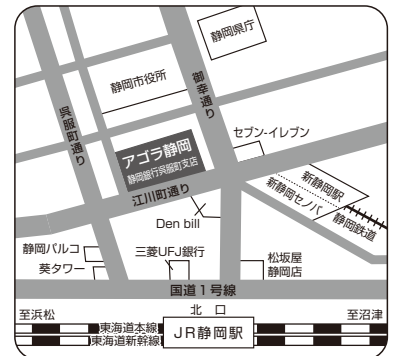 静岡県庁
静岡市役所
御幸通り
呉服町通り
セブン-イレブン
アゴラ静岡
静岡銀行呉服町支店
江川町通り
新静岡駅
新静岡セノバ
静岡鉄道
Den bill
静岡パルコ
葵タワー
三菱UFJ銀行
松坂屋
静岡店
国道1号線
至浜松
北 口
至沼津
東海道本線
東海道新幹線
JR静岡駅